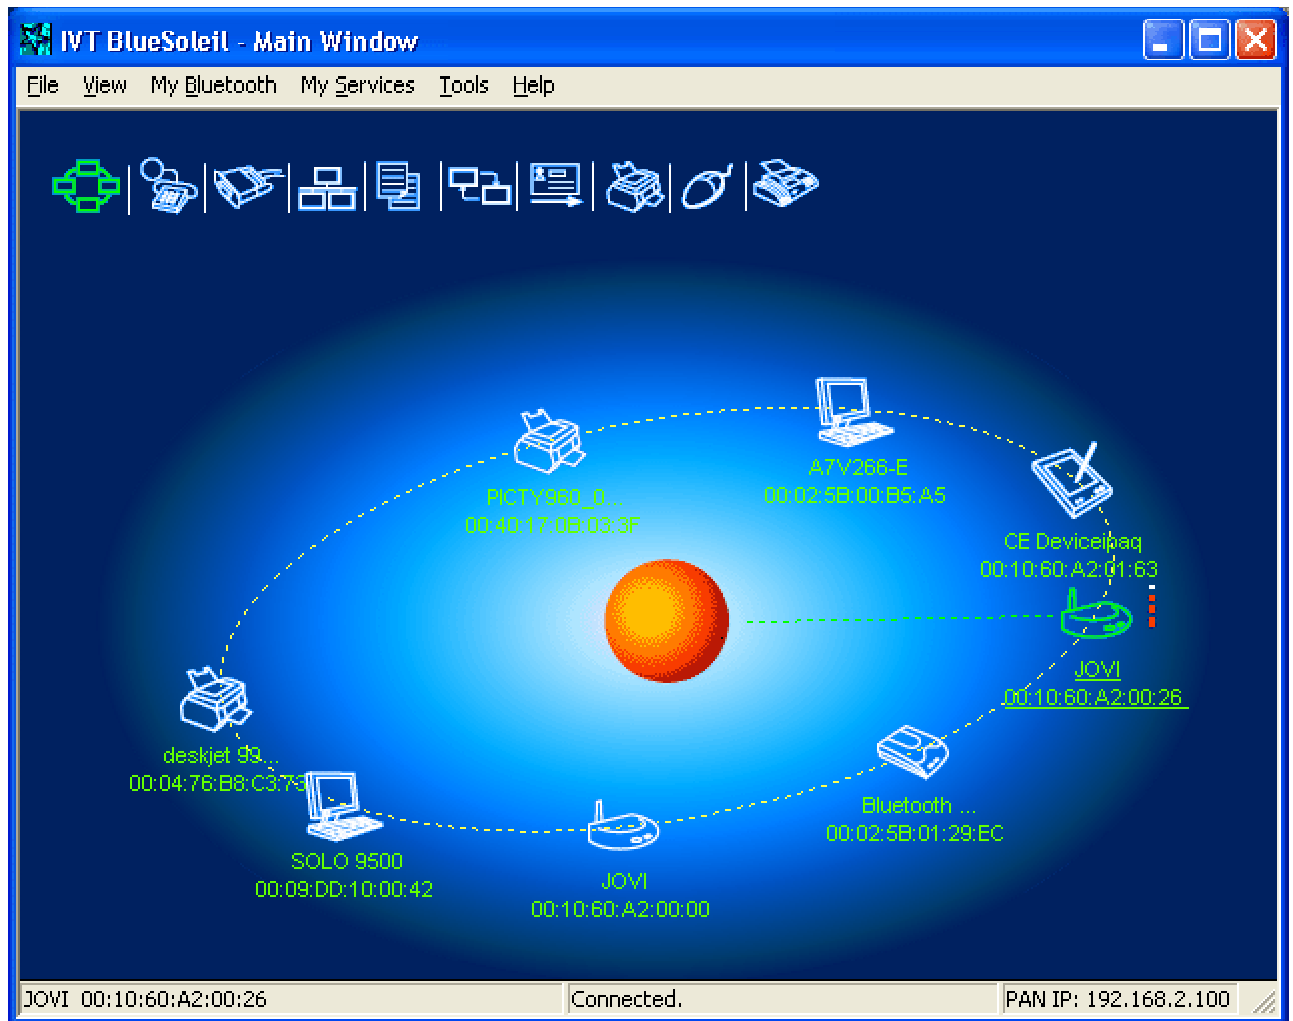 IVT BlueSoleil - Main Window
File View My Bluetooth My Services Tools Help
A7V266-E
00:02:5B:00:B5:A5
PICTY960_0...
00:40:17:0B:03:3F
CE Deviceipaq
00:10:60:A2:01:63
JOVI
00:10:60:A2:00:26
deskjet 99...
00:04:76:B8:C3:73
Bluetooth ...
00:02:5B:01:29:EC
SOLO 9500
00:09:DD:10:00:42
JOVI
00:10:60:A2:00:00
JOVI 00:10:60:A2:00:26 Connected. PAN IP: 192.168.2.100